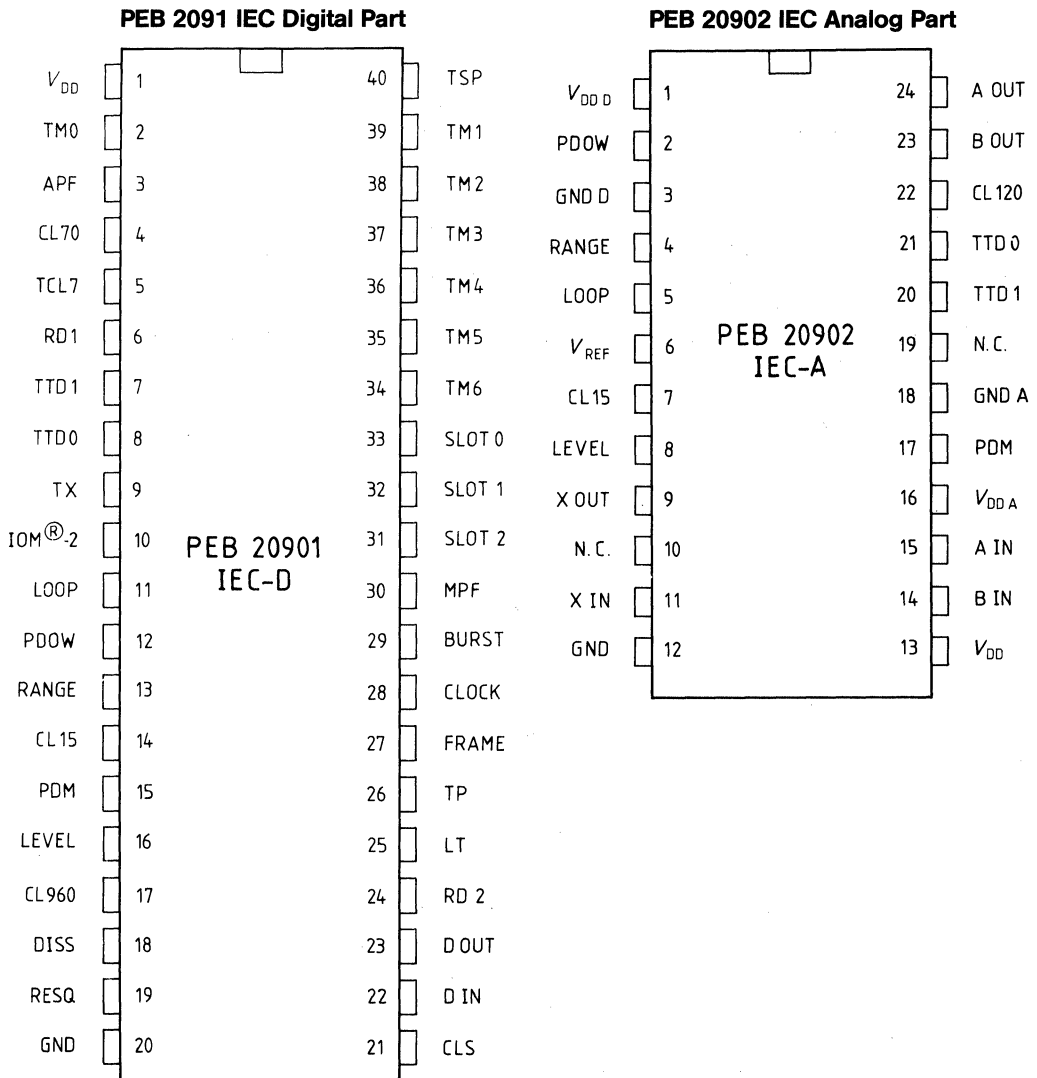 PEB 2091 IEC Digital Part
V DD 1 40 TSP
TM0 2 39 TM1
APF 3 38 TM2
CL70 4 37 TM3
TCL7 5 36 TM4
RD1 6 35 TM5
TTD1 7 34 TM6
TTD0 8 33 SLOT 0
TX 9 32 SLOT 1
IOM®-2 10 31 SLOT 2
PEB 20901
IEC-D
LOOP 11 30 MPF
PDOW 12 29 BURST
RANGE 13 28 CLOCK
CL15 14 27 FRAME
PDM 15 26 TP
LEVEL 16 25 LT
CL960 17 24 RD 2
DISS 18 23 D OUT
RESQ 19 22 D IN
GND 20 21 CLS
PEB 20902 IEC Analog Part
V DD D 1 24 A OUT
PDOW 2 23 B OUT
GND D 3 22 CL120
RANGE 4 21 TTD 0
LOOP 5 20 TTD 1
V REF 6 19 N.C.
PEB 20902
IEC-A
CL15 7 18 GND A
LEVEL 8 17 PDM
X OUT 9 16 V DD A
N.C. 10 15 A IN
X IN 11 14 B IN
GND 12 13 V DD